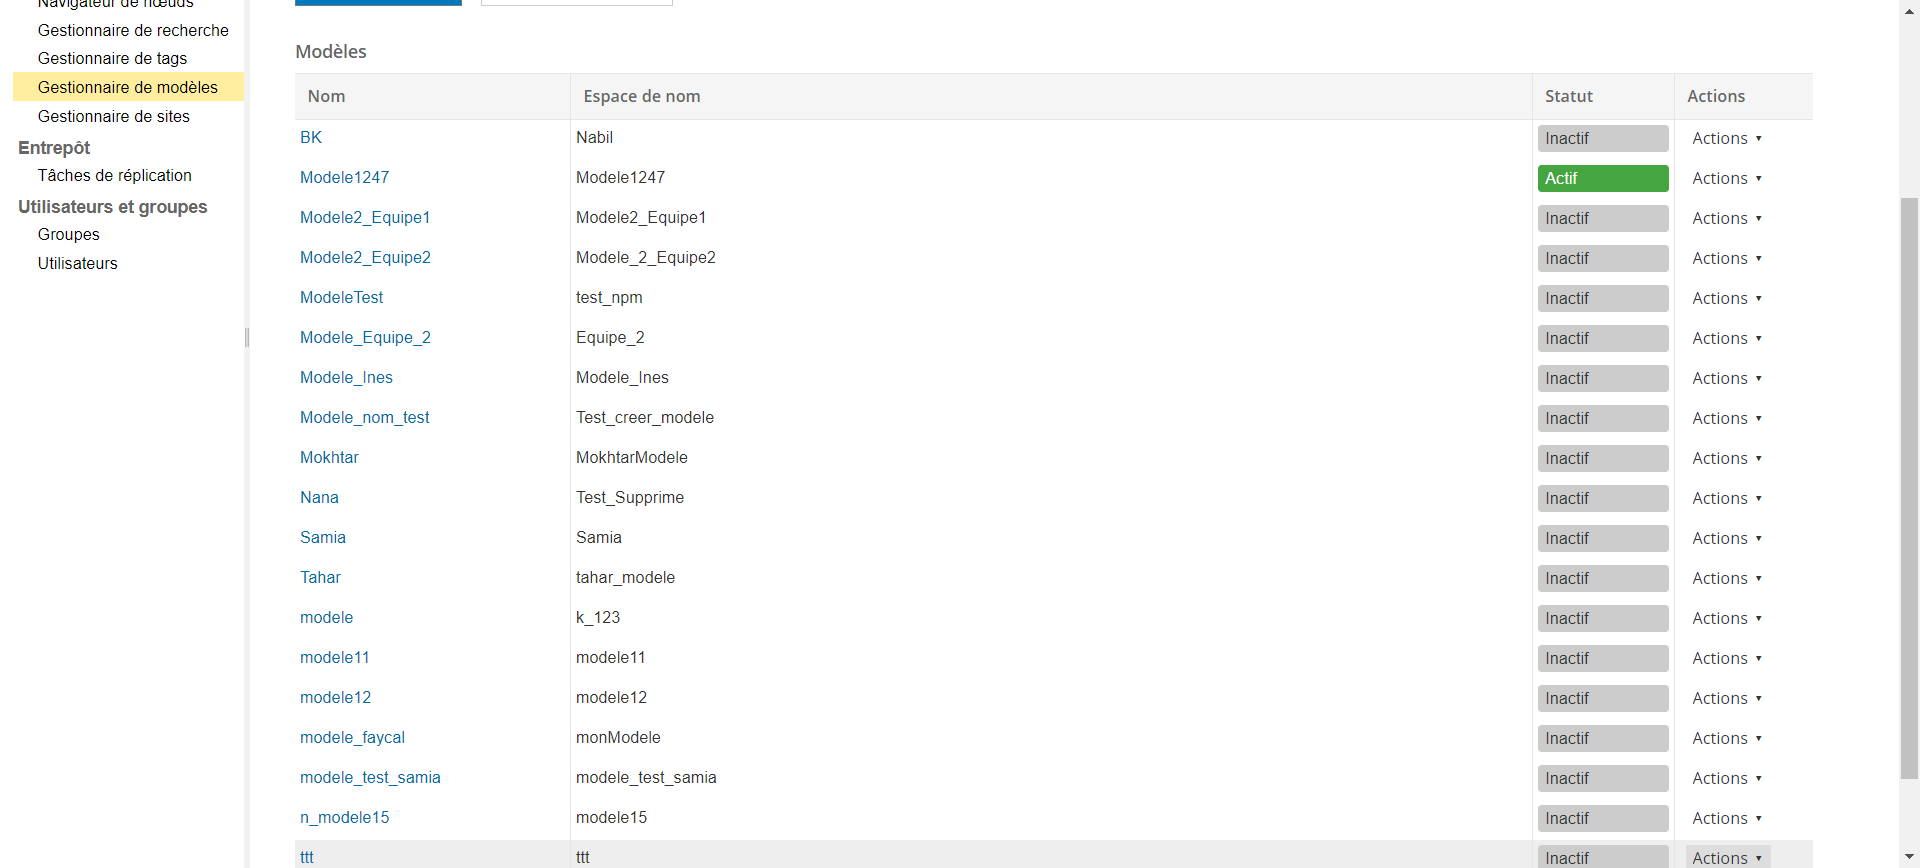 Navigateur de nœuds
Gestionnaire de recherche
Gestionnaire de tags
Gestionnaire de modèles
Gestionnaire de sites
Entrepôt
Tâches de réplication
Utilisateurs et groupes
Groupes
Utilisateurs
Modèles
Nom Espace de nom Statut Actions
BK Nabil Inactif Actions
Modele1247 Modele1247 Actif Actions
Modele2_Equipe1 Modele2_Equipe1 Inactif Actions
Modele2_Equipe2 Modele_2_Equipe2 Inactif Actions
ModeleTest test_npm Inactif Actions
Modele_Equipe_2 Equipe_2 Inactif Actions
Modele_Ines Modele_Ines Inactif Actions
Modele_nom_test Test_creer_modele Inactif Actions
Mokhtar MokhtarModele Inactif Actions
Nana Test_Supprime Inactif Actions
Samia Samia Inactif Actions
Tahar tahar_modele Inactif Actions
modele k_123 Inactif Actions
modele11 modele11 Inactif Actions
modele12 modele12 Inactif Actions
modele_faycal monModele Inactif Actions
modele_test_samia modele_test_samia Inactif Actions
n_modele15 modele15 Inactif Actions
ttt ttt Inactif Actions